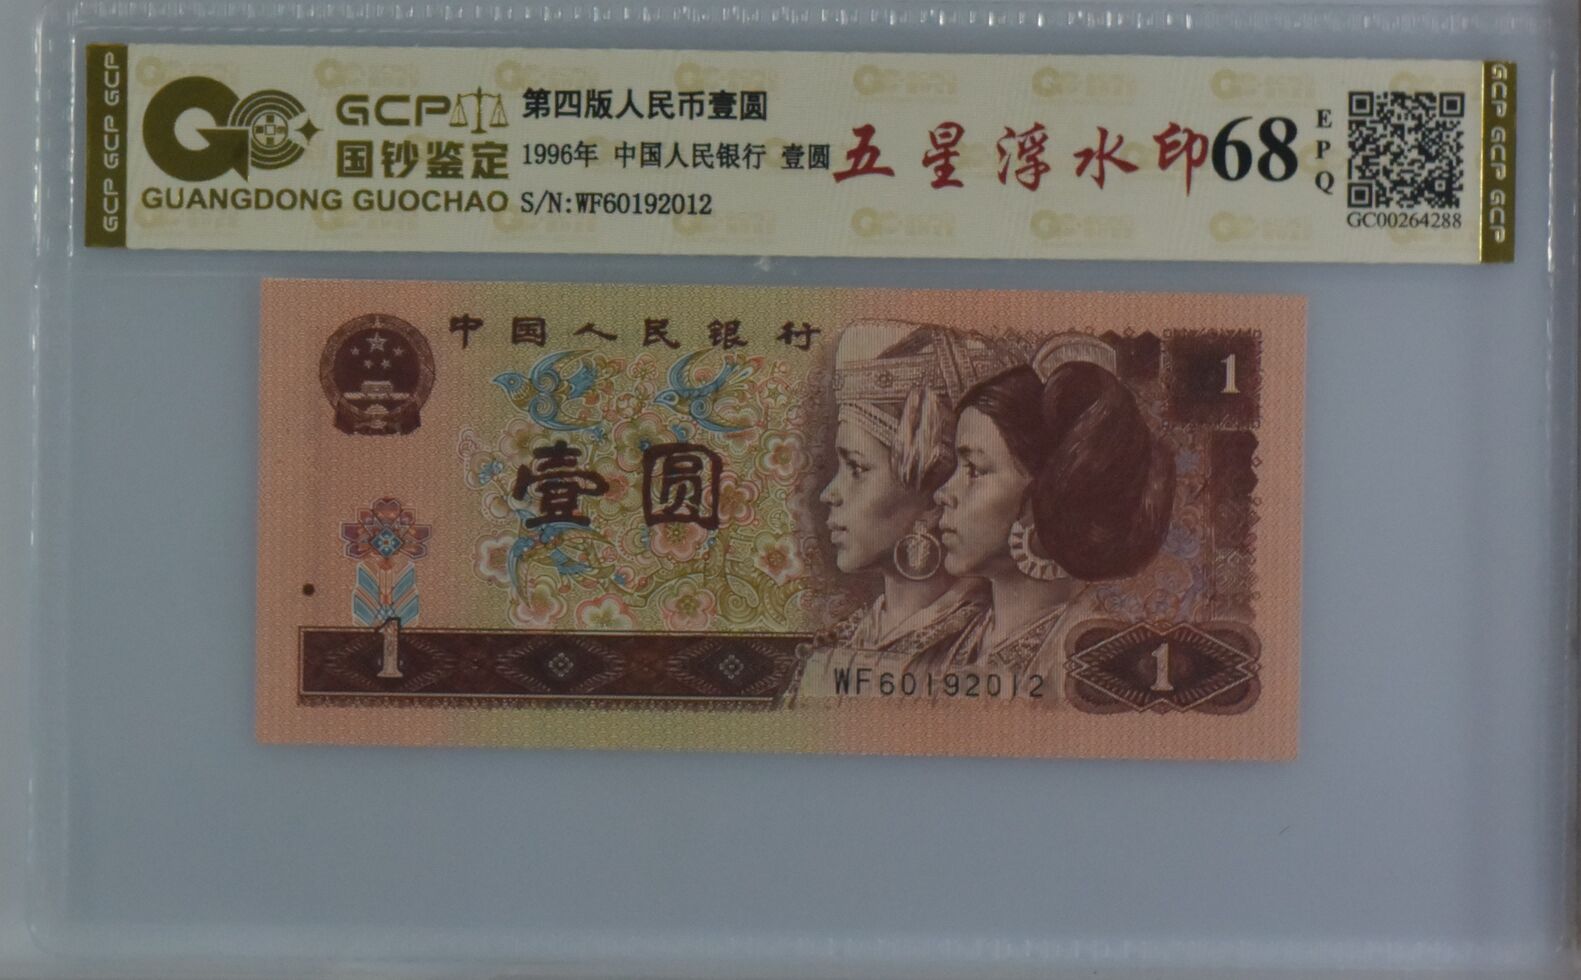 GCP GCP GCP
GCP
国钞鉴定
GUANGDONG GUOCHAO
第四版人民币壹圆
1996年 中国人民银行 壹圆
S/N:WF60192012
五星浮水印
68
EPQ
GC00264288
GCP GCP GCP
中国人民银行
1
壹圆
1
WF60192012
1